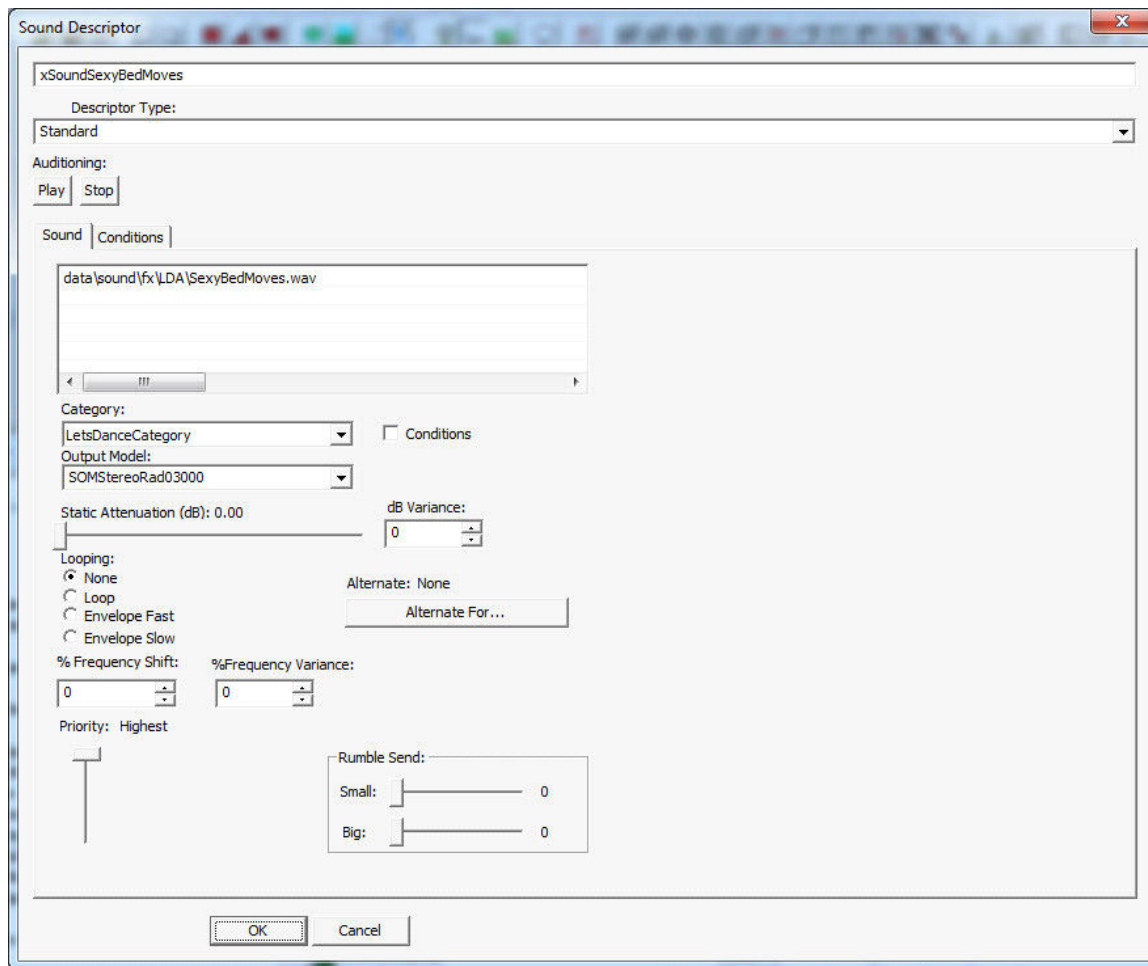 Sound Descriptor
xSoundSexyBedMoves
Descriptor Type:
Standard
Auditioning:
Play Stop
Sound Conditions
data\sound\fx\LDA\SexyBedMoves.wav
Category:
LetsDanceCategory Conditions
Output Model:
SOMStereoRad03000
Static Attenuation (dB): 0.00 dB Variance:
0
Looping:
None
Loop
Envelope Fast
Envelope Slow
Alternate: None
Alternate For...
% Frequency Shift: %Frequency Variance:
0 0
Priority: Highest
Rumble Send:
Small: 0
Big: 0
OK Cancel